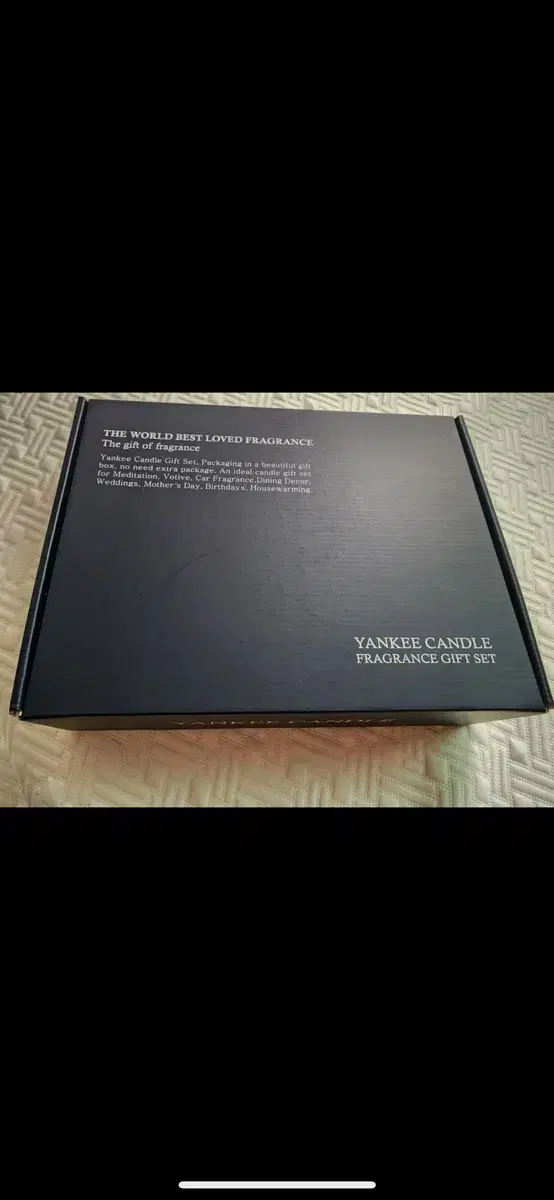 THE WORLD BEST LOVED FRAGRANCE
The gift of fragrance
Yankee Candle Gift Set, Packaging in a beautiful gift
box, no need extra package. An ideal candle gift set
for Meditation, Votive, Car Fragrance,Dining Decor,
Weddings, Mother's Day, Birthdays, Housewarming.
YANKEE CANDLE
FRAGRANCE GIFT SET
YANKEE CANDLE